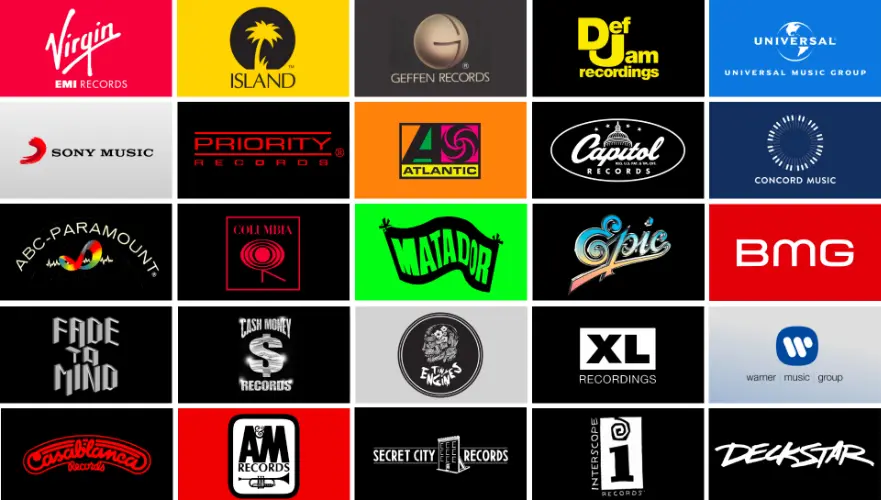 Virgin
EMI RECORDS
ISLAND
TM
GEFFEN RECORDS
®
Def
Jam
recordings
UNIVERSAL
UNIVERSAL MUSIC GROUP
SONY MUSIC
PRIORITY
RECORDS
®
ATLANTIC
Capitol
RECORDS
CONCORD MUSIC
ABC-PARAMOUNT
®
COLUMBIA
MATADOR
Epic
BMG
FADE
TO
MIND
CASH MONEY
$
RECORDS
ENGINES
XL
RECORDINGS
warner music group
Casablanca
Records
A&M
RECORDS
SECRET CITY RECORDS
INTERSCOPE
i
RECORDS
DECKSTAR